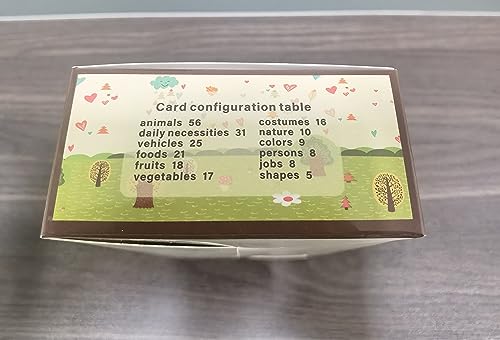 Card configuration table
animals 56
daily necessities 31
vehicles 25
foods 21
fruits 18
vegetables 17
costumes 18
nature 10
colors 9
persons 8
jobs 8
shapes 5